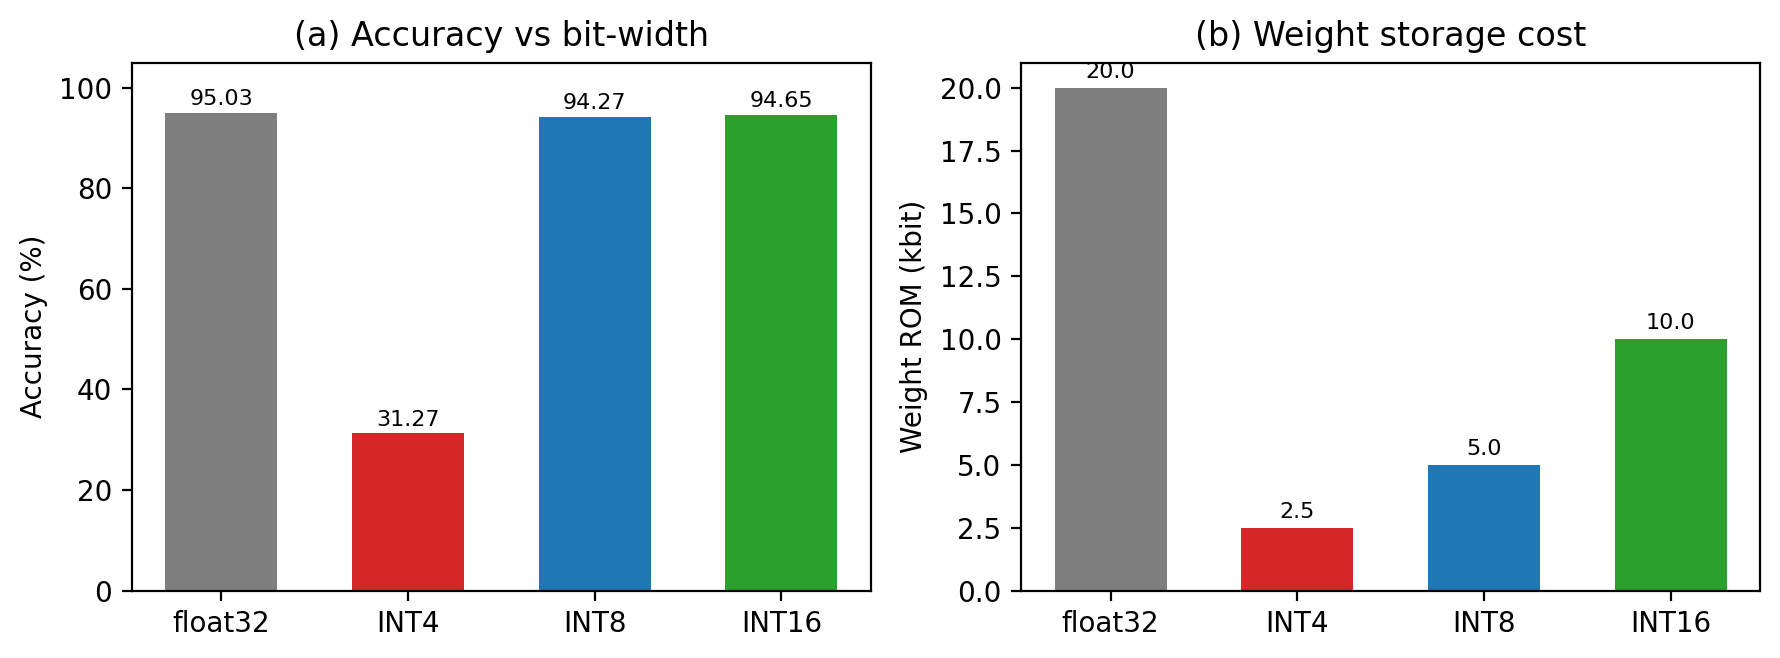 (a) Accuracy vs bit-width
Accuracy (%)
100
80
60
40
20
0
95.03
31.27
94.27
94.65
float32
INT4
INT8
INT16
(b) Weight storage cost
Weight ROM (kbit)
20.0
17.5
15.0
12.5
10.0
7.5
5.0
2.5
0.0
20.0
2.5
5.0
10.0
float32
INT4
INT8
INT16